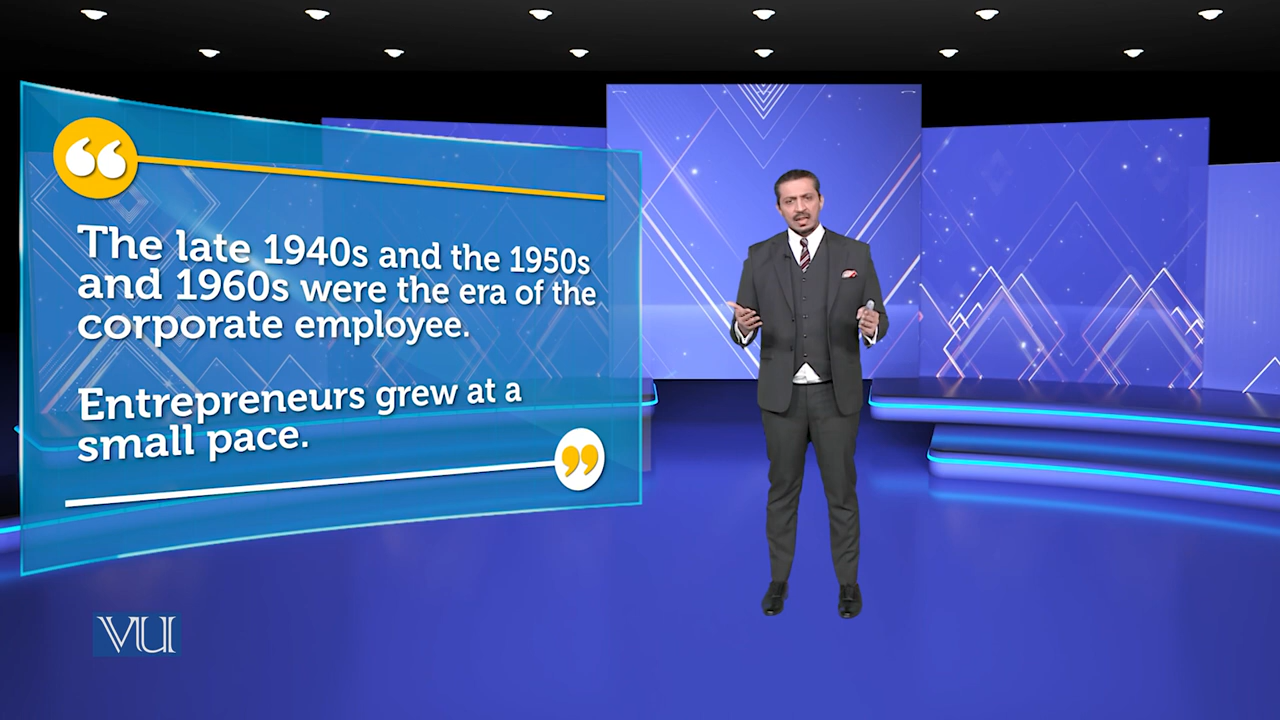 The late 1940s and the 1950s
and 1960s were the era of the
corporate employee.
Entrepreneurs grew at a
small pace.
VU